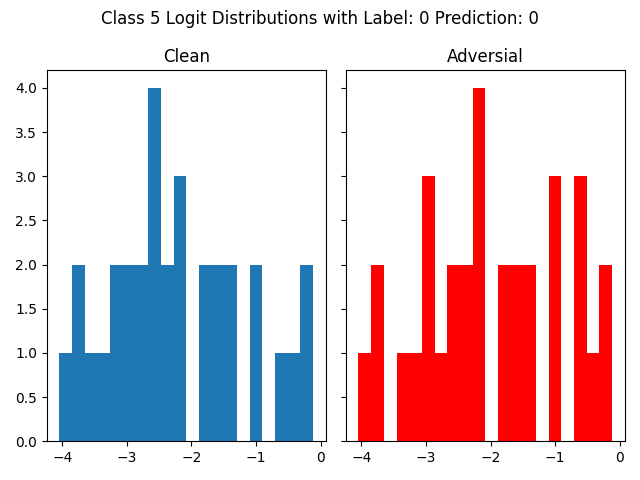 Class 5 Logit Distributions with Label: 0 Prediction: 0
Clean
Adversial
4.0
3.5
3.0
2.5
2.0
1.5
1.0
0.5
0.0
−4 −3 −2 −1 0
−4 −3 −2 −1 0